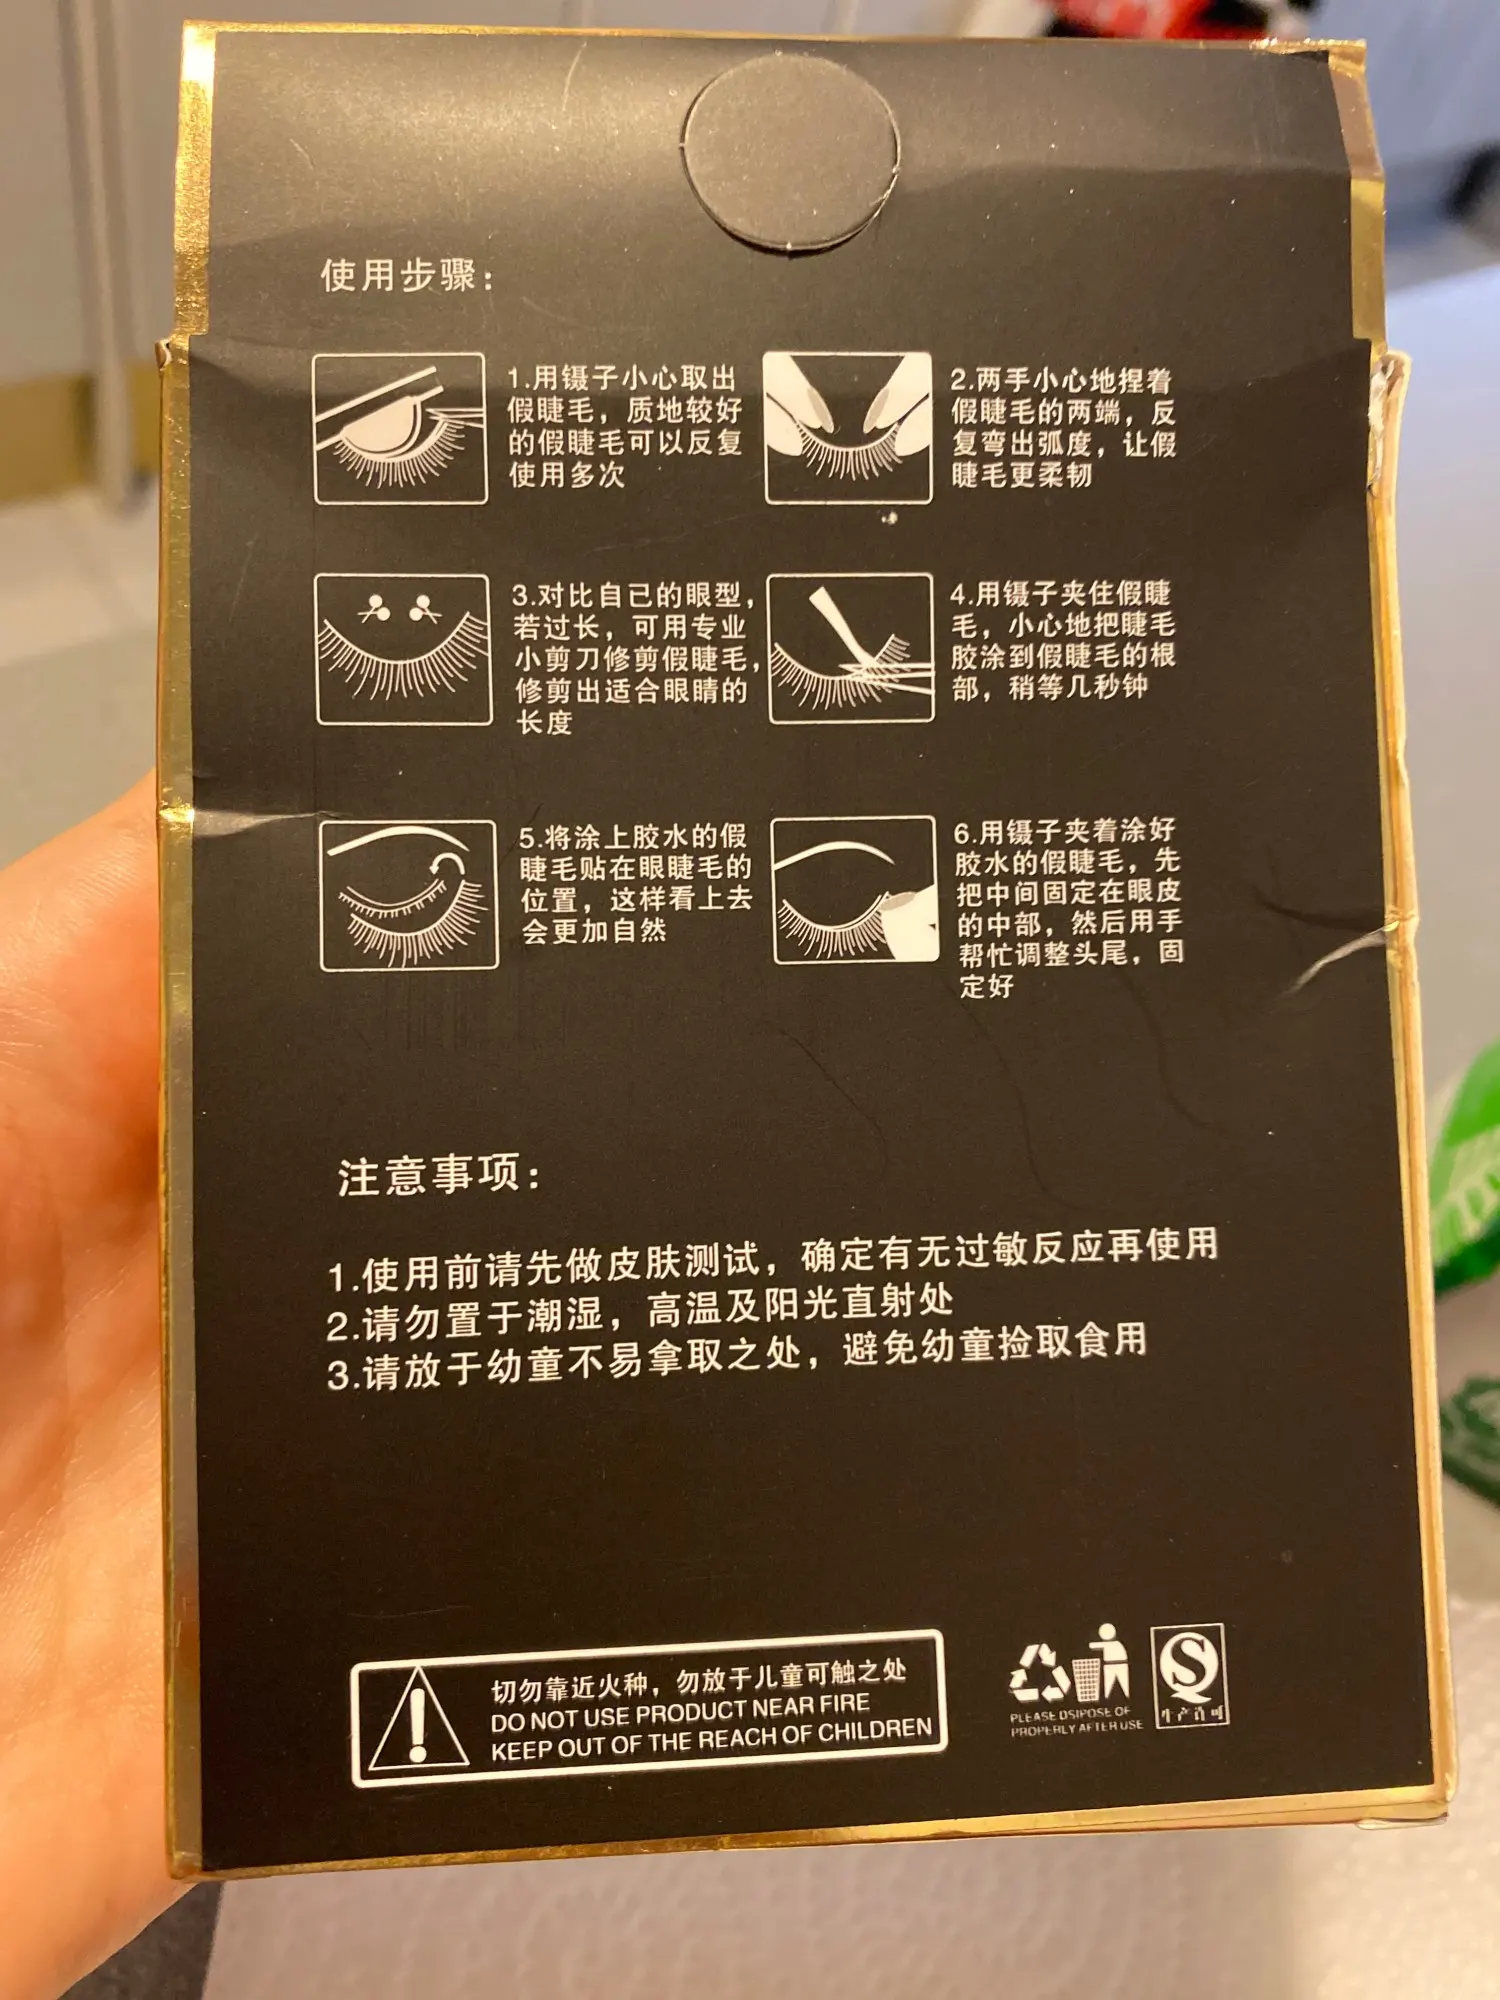 使用步骤：
1.用镊子小心取出
假睫毛，质地较好
的假睫毛可以反复
使用多次
2.两手小心地捏着
假睫毛的两端，反
复弯出弧度，让假
睫毛更柔韧
3.对比自已的眼型，
若过长，可用专业
小剪刀修剪假睫毛，
修剪出适合眼睛的
长度
4.用镊子夹住假睫
毛，小心地把睫毛
胶涂到假睫毛的根
部，稍等几秒钟
5.将涂上胶水的假
睫毛贴在眼睫毛的
位置，这样看上去
会更加自然
6.用镊子夹着涂好
胶水的假睫毛，先
把中间固定在眼皮
的中部，然后用手
帮忙调整头尾，固
定好
注意事项：
1.使用前请先做皮肤测试，确定有无过敏反应再使用
2.请勿置于潮湿，高温及阳光直射处
3.请放于幼童不易拿取之处，避免幼童捡取食用
切勿靠近火种，勿放于儿童可触之处
DO NOT USE PRODUCT NEAR FIRE
KEEP OUT OF THE REACH OF CHILDREN
PLEASE DSIPOSE OF
PROPERLY AFTER USE
QS
生产许可